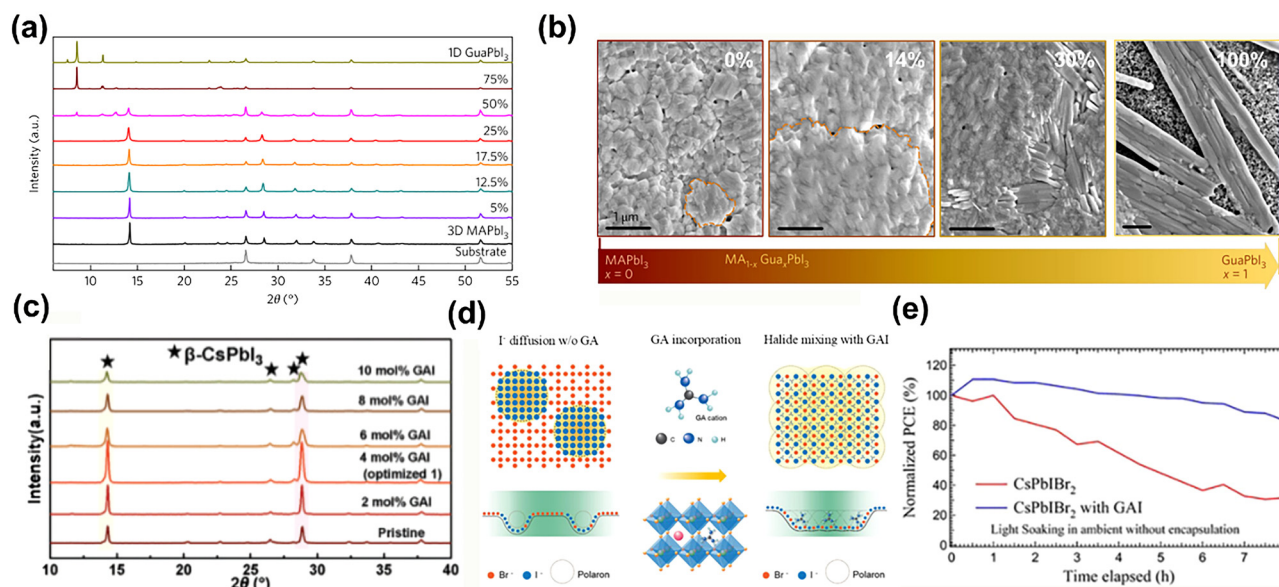 (a)
1D GuaPbI3
75%
50%
25%
17.5%
12.5%
5%
3D MAPbI3
Substrate
Intensity (a.u.)
10 15 20 25 30 35 40 45 50 55
2θ (°)
(b)
0%
14%
30%
100%
1 μm
MAPbI3
x = 0
MA1-xGuaxPbI3
GuaPbI3
x = 1
(c)
★ β-CsPbI3
10 mol% GAI
8 mol% GAI
6 mol% GAI
4 mol% GAI
(optimized 1)
2 mol% GAI
Pristine
Intensity(a.u.)
10 15 20 25 30 35 40
2θ (°)
(d)
I⁻ diffusion w/o GA
GA incorporation
Halide mixing with GAI
GA cation
C N H
Br⁻ I⁻ Polaron
Br⁻ I⁻ Polaron
(e)
Normalized PCE (%)
120
100
80
60
40
20
0
CsPbIBr2
CsPbIBr2 with GAI
Light Soaking in ambient without encapsulation
0 1 2 3 4 5 6 7
Time elapsed (h)